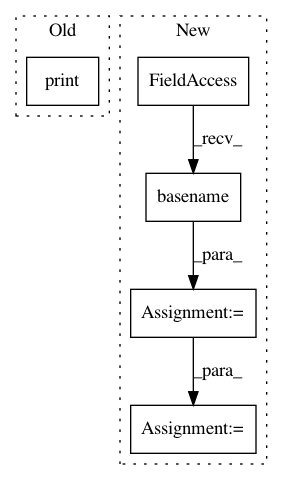 Old
New
print
FieldAccess
_recv_
basename
_para_
Assignment:=
_para_
Assignment:=